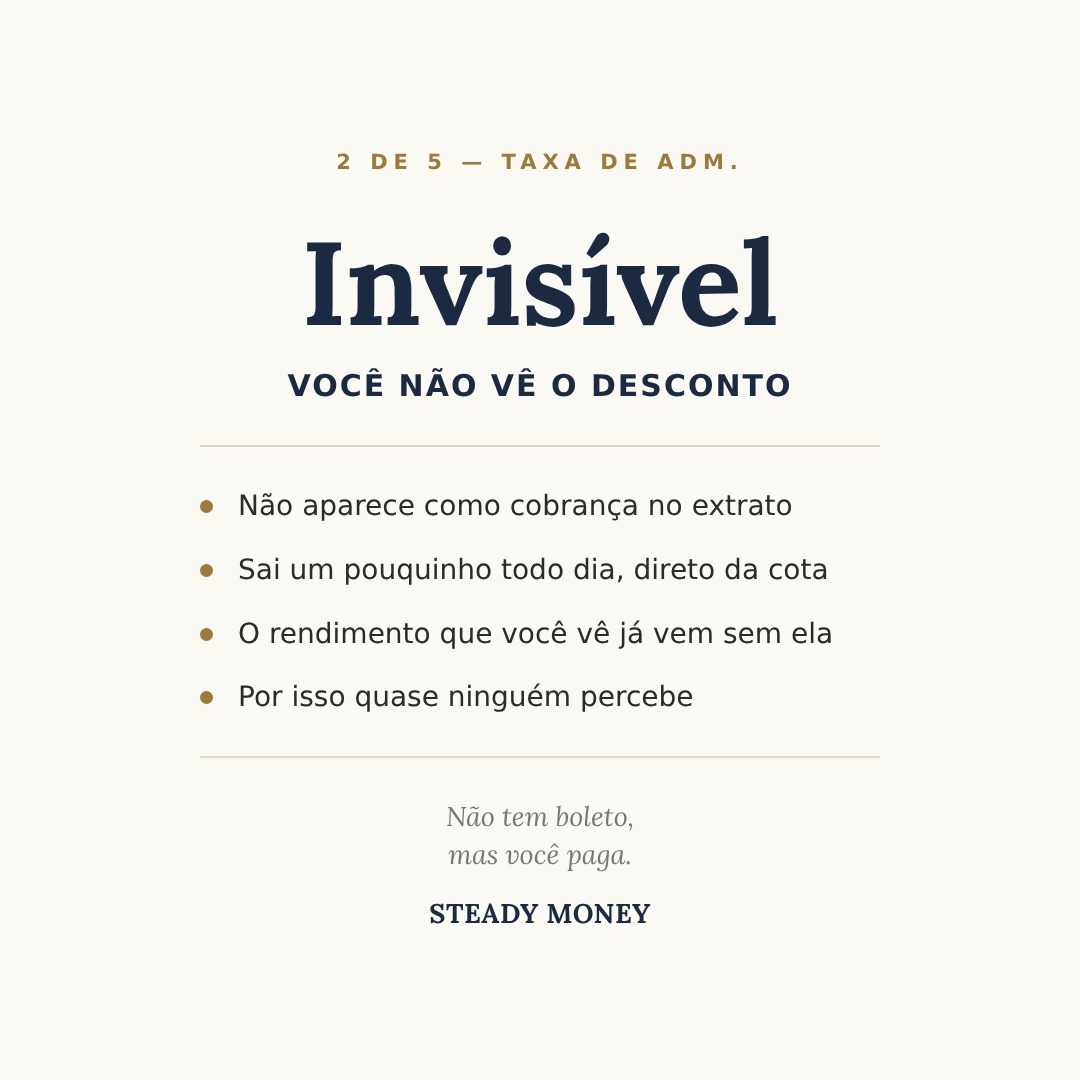 2 DE 5 — TAXA DE ADM.
Invisível
VOCÊ NÃO VÊ O DESCONTO
Não aparece como cobrança no extrato
Sai um pouquinho todo dia, direto da cota
O rendimento que você vê já vem sem ela
Por isso quase ninguém percebe
Não tem boleto,
mas você paga.
STEADY MONEY